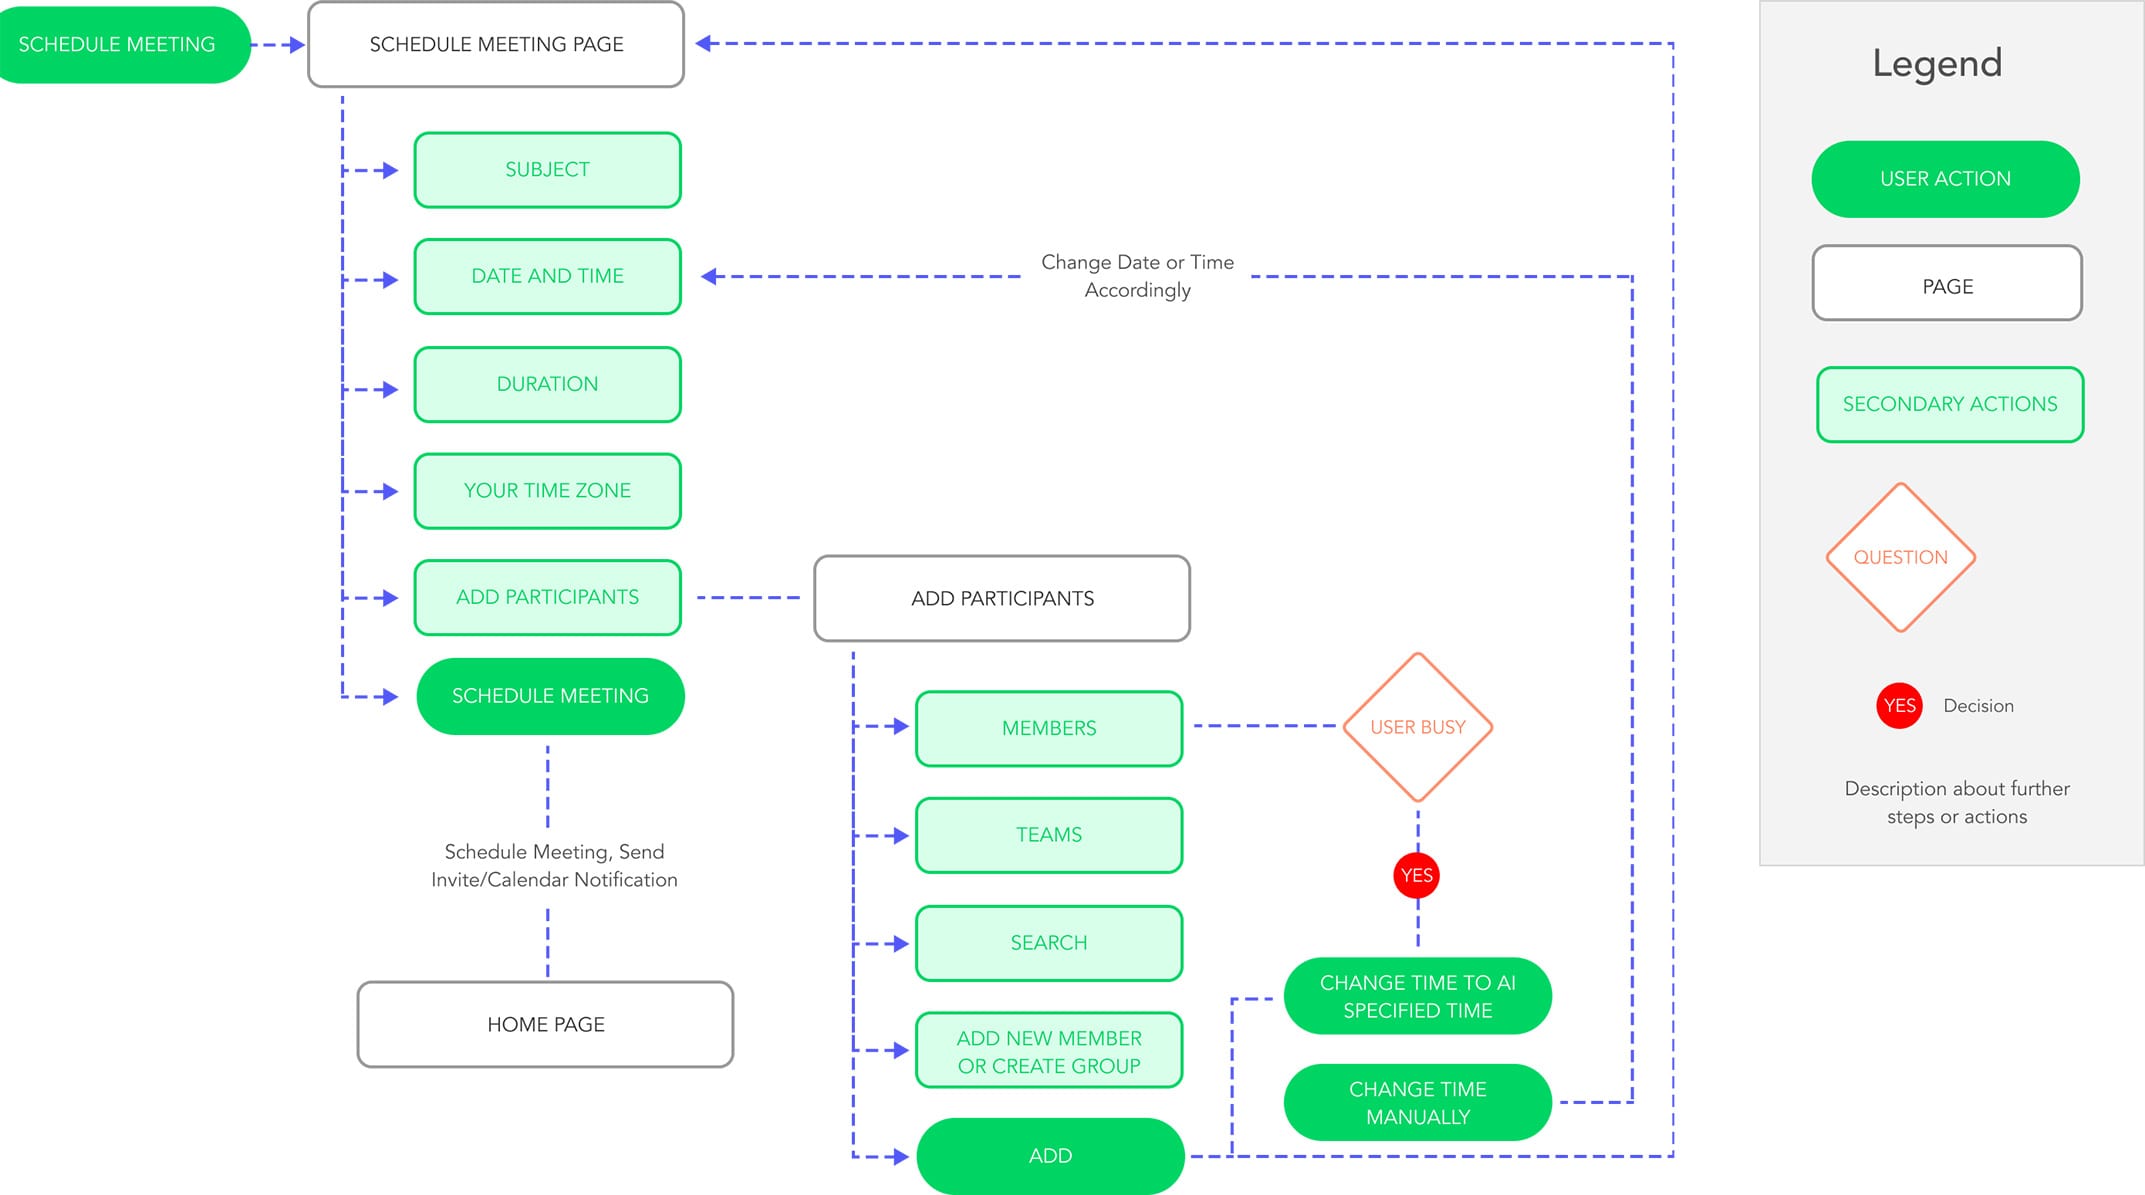 SCHEDULE MEETING
SCHEDULE MEETING PAGE
SUBJECT
DATE AND TIME
Change Date or Time
Accordingly
DURATION
YOUR TIME ZONE
ADD PARTICIPANTS
ADD PARTICIPANTS
SCHEDULE MEETING
Schedule Meeting, Send
Invite/Calendar Notification
HOME PAGE
MEMBERS
USER BUSY
TEAMS
YES
SEARCH
CHANGE TIME TO AI
SPECIFIED TIME
ADD NEW MEMBER
OR CREATE GROUP
CHANGE TIME
MANUALLY
ADD
Legend
USER ACTION
PAGE
SECONDARY ACTIONS
QUESTION
YES
Decision
Description about further
steps or actions